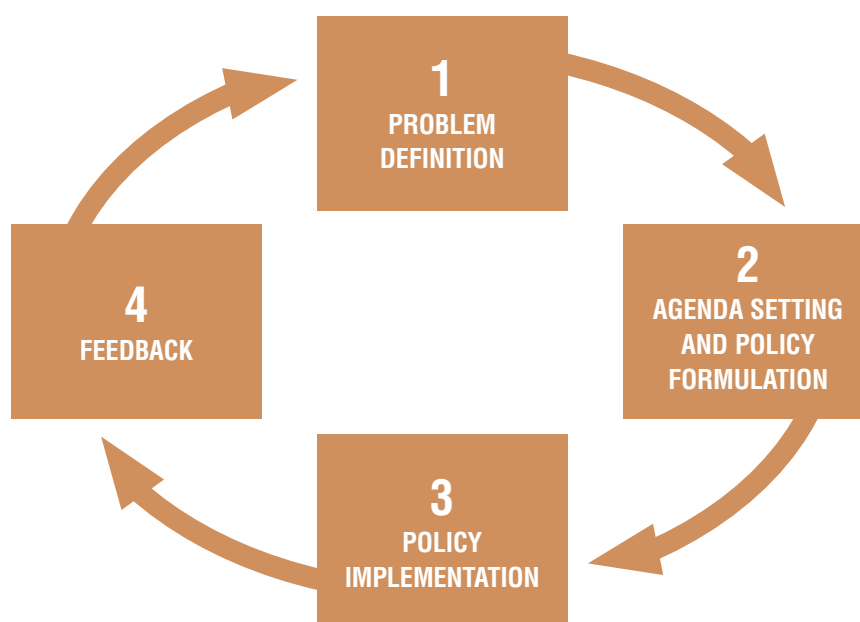 1
PROBLEM
DEFINITION
2
AGENDA SETTING
AND POLICY
FORMULATION
3
POLICY
IMPLEMENTATION
4
FEEDBACK